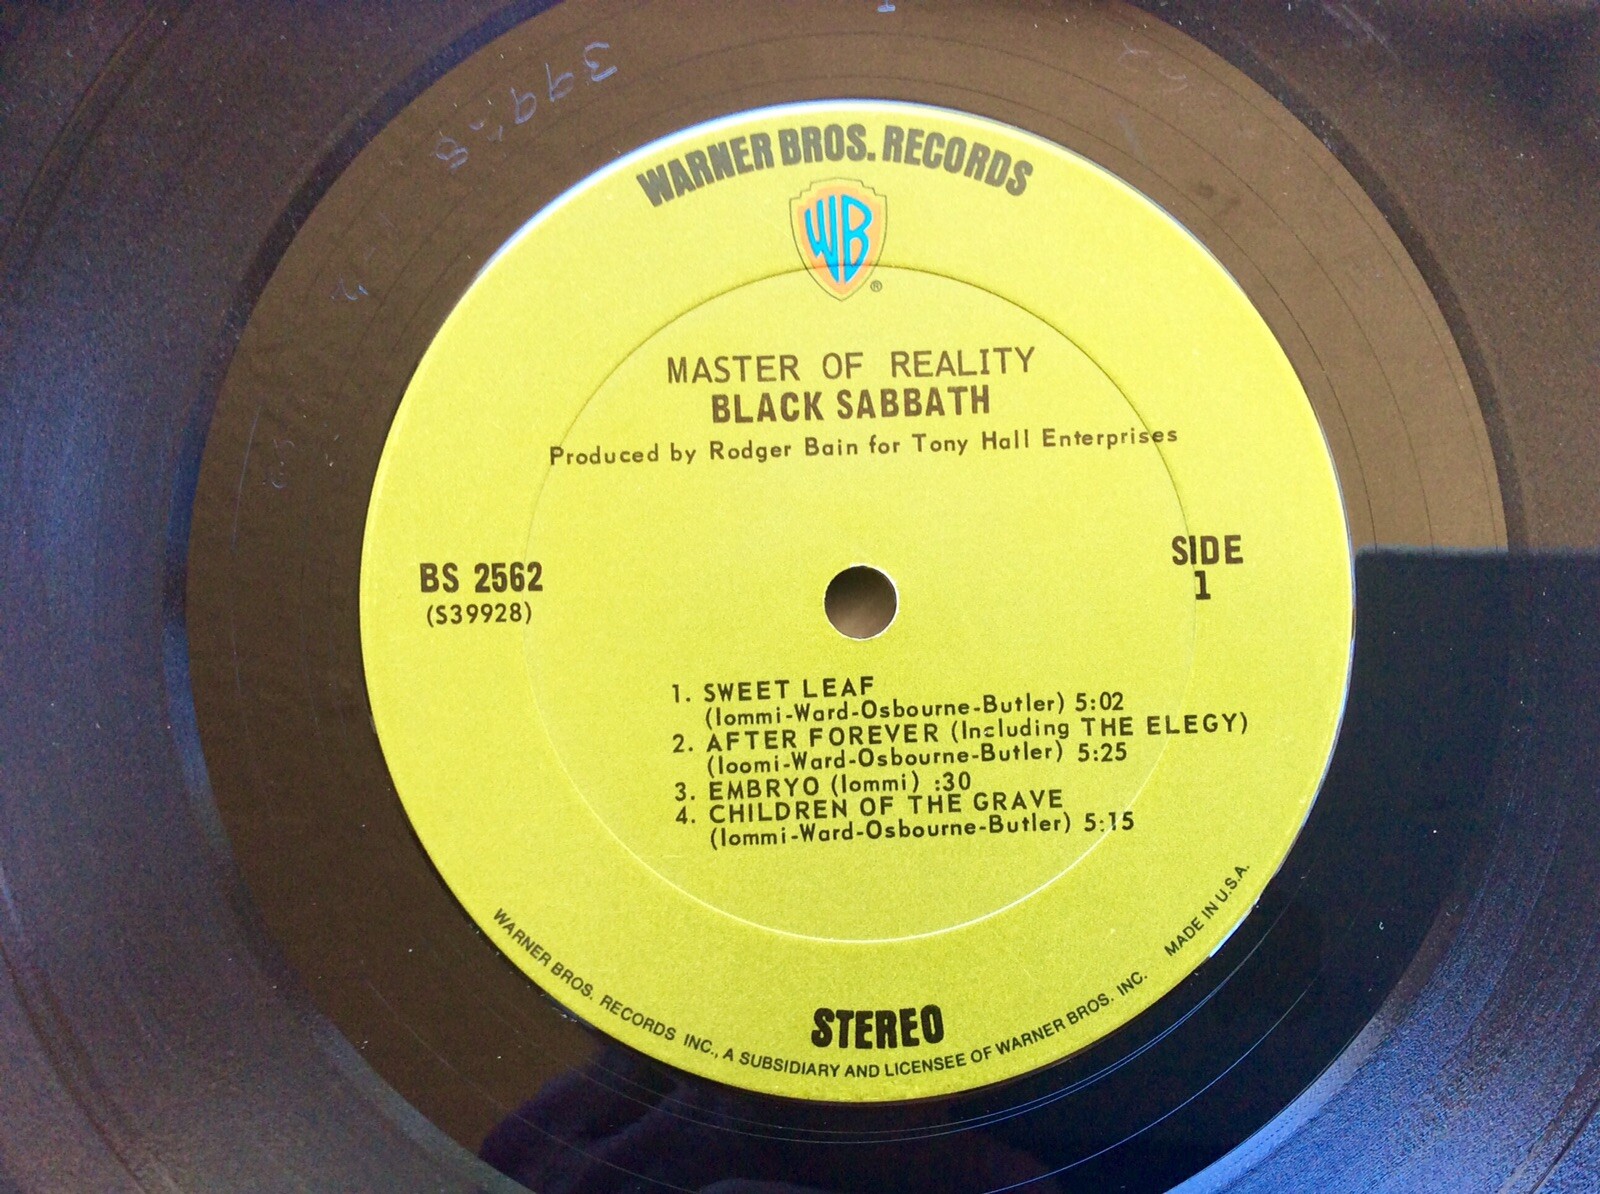 WARNER BROS. RECORDS
WB
®
MASTER OF REALITY
BLACK SABBATH
Produced by Rodger Bain for Tony Hall Enterprises
BS 2562
(S39928)
SIDE
1
1. SWEET LEAF
(Iommi-Ward-Osbourne-Butler) 5:02
2. AFTER FOREVER (Including THE ELEGY)
(Ioomi-Ward-Osbourne-Butler) 5:25
3. EMBRYO (Iommi) :30
4. CHILDREN OF THE GRAVE
(Iommi-Ward-Osbourne-Butler) 5:15
STEREO
WARNER BROS. RECORDS INC., A SUBSIDIARY AND LICENSEE OF WARNER BROS. INC. MADE IN U.S.A.